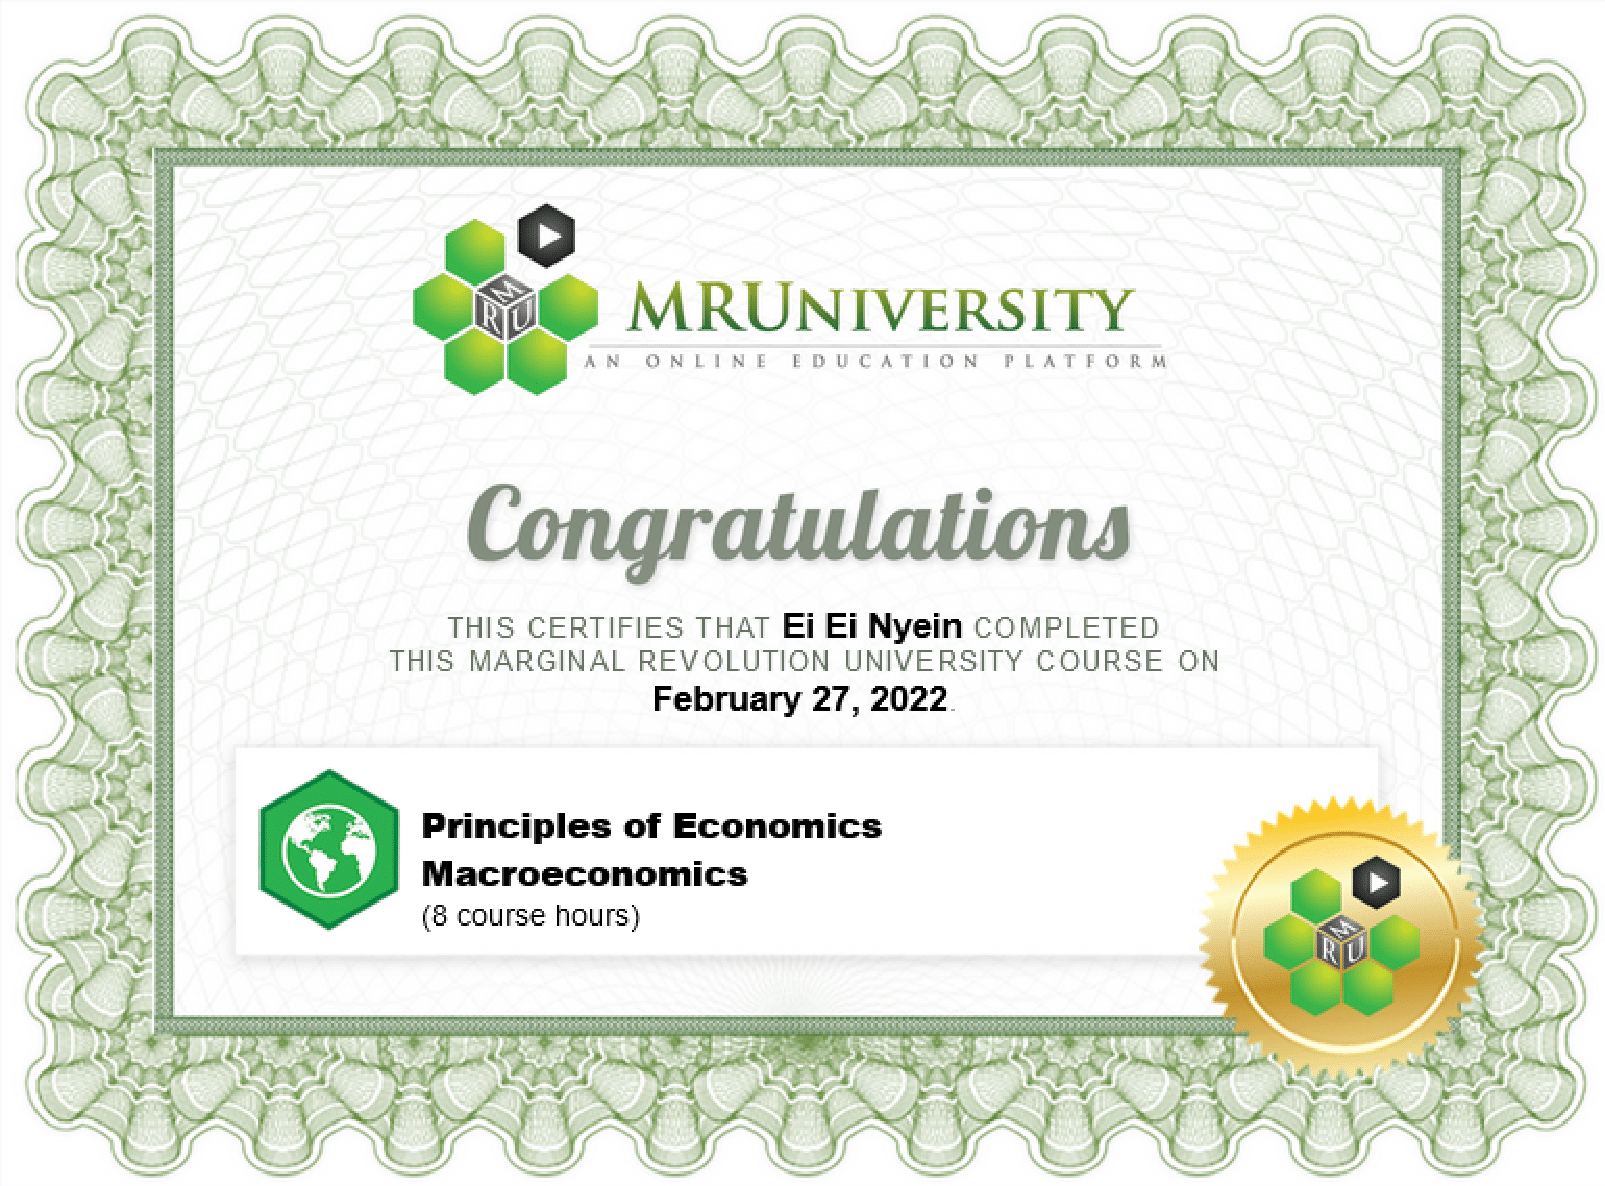 MRU
MRUNIVERSITY
AN ONLINE EDUCATION PLATFORM
Congratulations
THIS CERTIFIES THAT Ei Ei Nyein COMPLETED
THIS MARGINAL REVOLUTION UNIVERSITY COURSE ON
February 27, 2022.
Principles of Economics
Macroeconomics
(8 course hours)
MRU